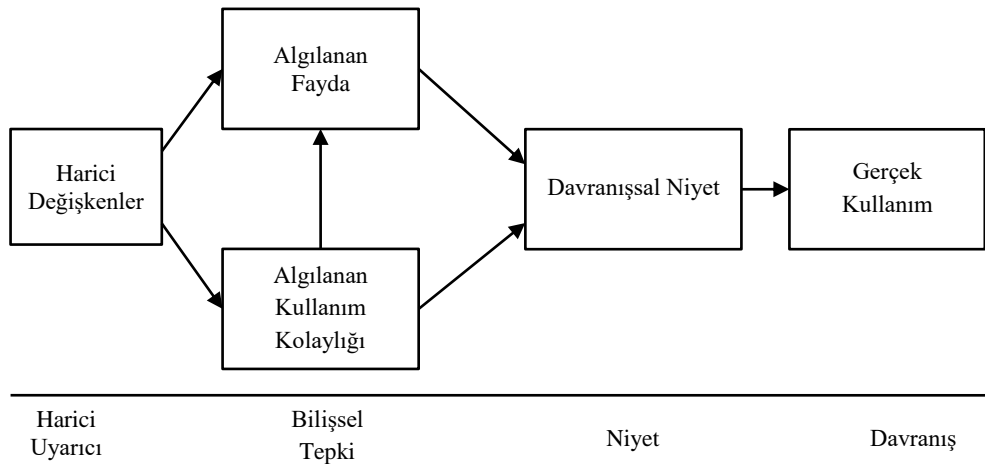 Algılanan
Fayda
Harici
Değişkenler
Davranışsal Niyet
Gerçek
Kullanım
Algılanan
Kullanım
Kolaylığı
Harici
Uyarıcı
Bilişsel
Tepki
Niyet
Davranış